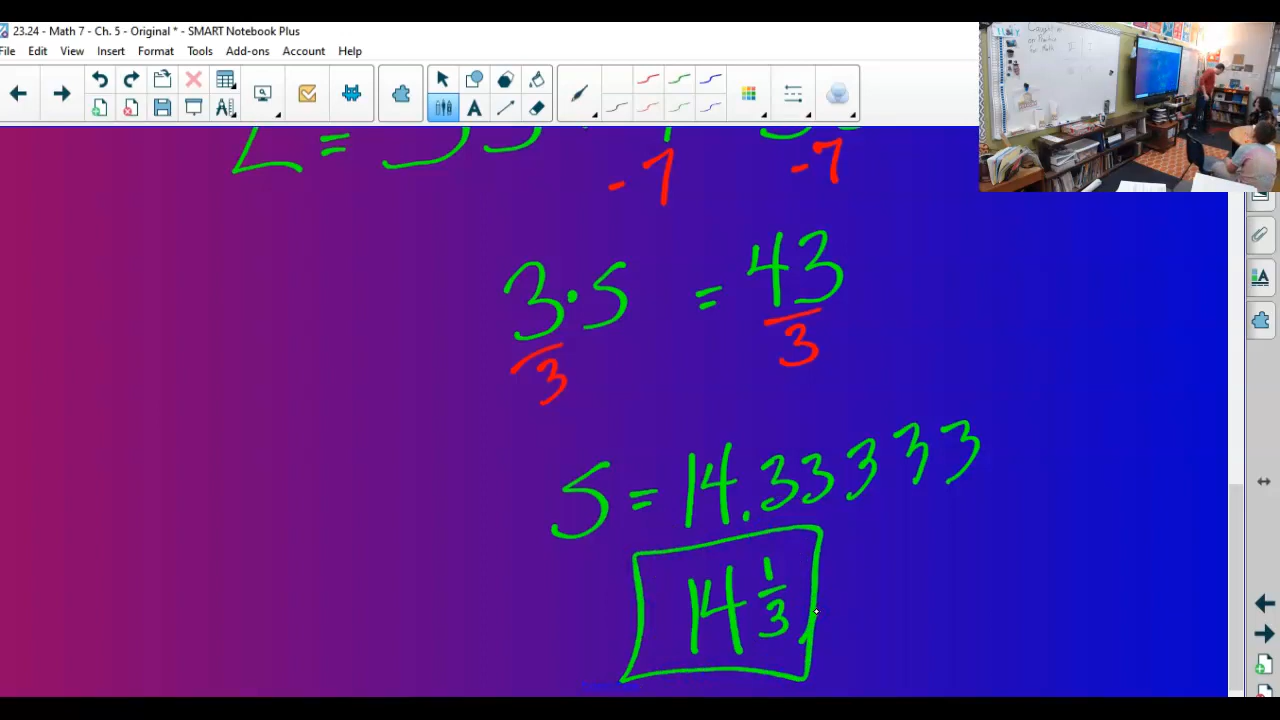 23.24 - Math 7 - Ch. 5 - Original * - SMART Notebook Plus
File Edit View Insert Format Tools Add-ons Account Help
-7 -7
3·S = 43
3 3
S = 14.33333
14 1/3